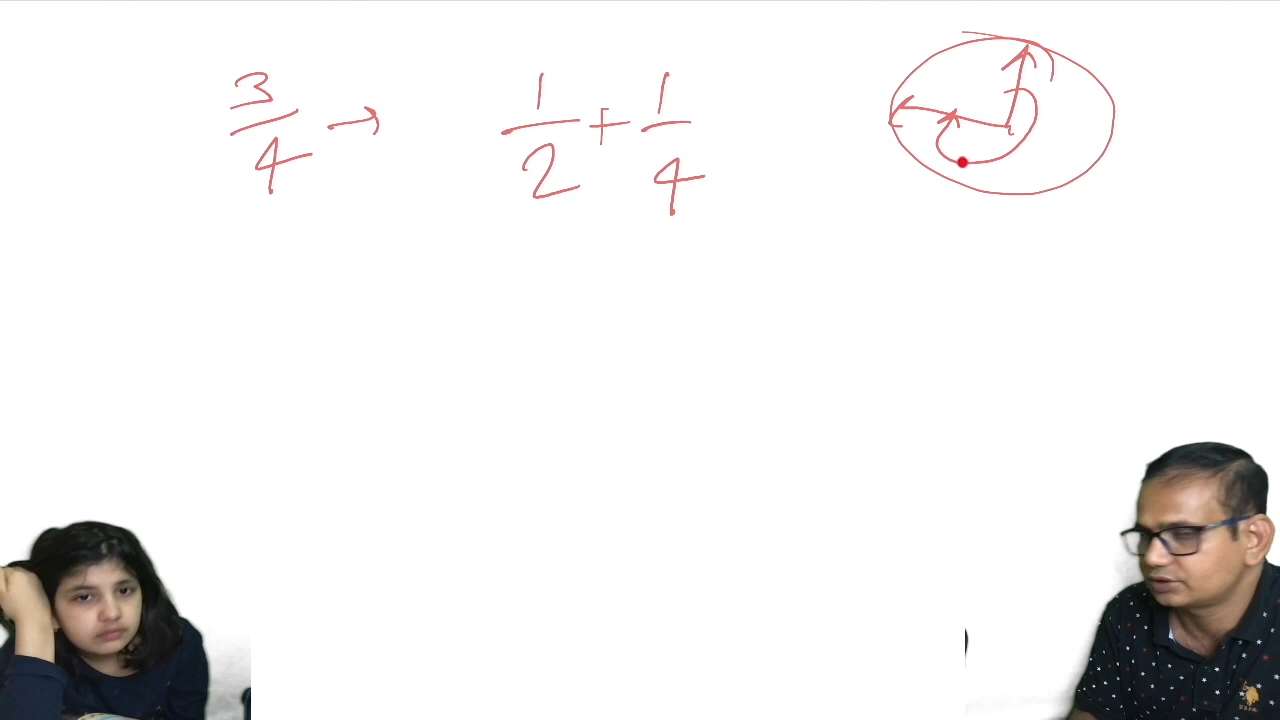 3/4 → 1/2 + 1/4